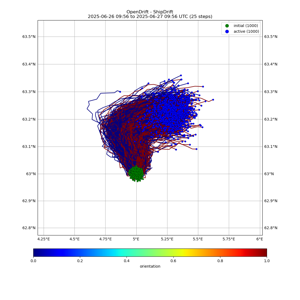 OpenDrift - ShipDrift
2025-06-26 09:56 to 2025-06-27 09:56 UTC (25 steps)
initial (1000)
active (1000)
63.5°N 63.5°N
63.4°N 63.4°N
63.3°N 63.3°N
63.2°N 63.2°N
63.1°N 63.1°N
63°N 63°N
62.9°N 62.9°N
62.8°N 62.8°N
4.25°E 4.5°E 4.75°E 5°E 5.25°E 5.5°E 5.75°E 6°E
0.0 0.2 0.4 0.6 0.8 1.0
orientation